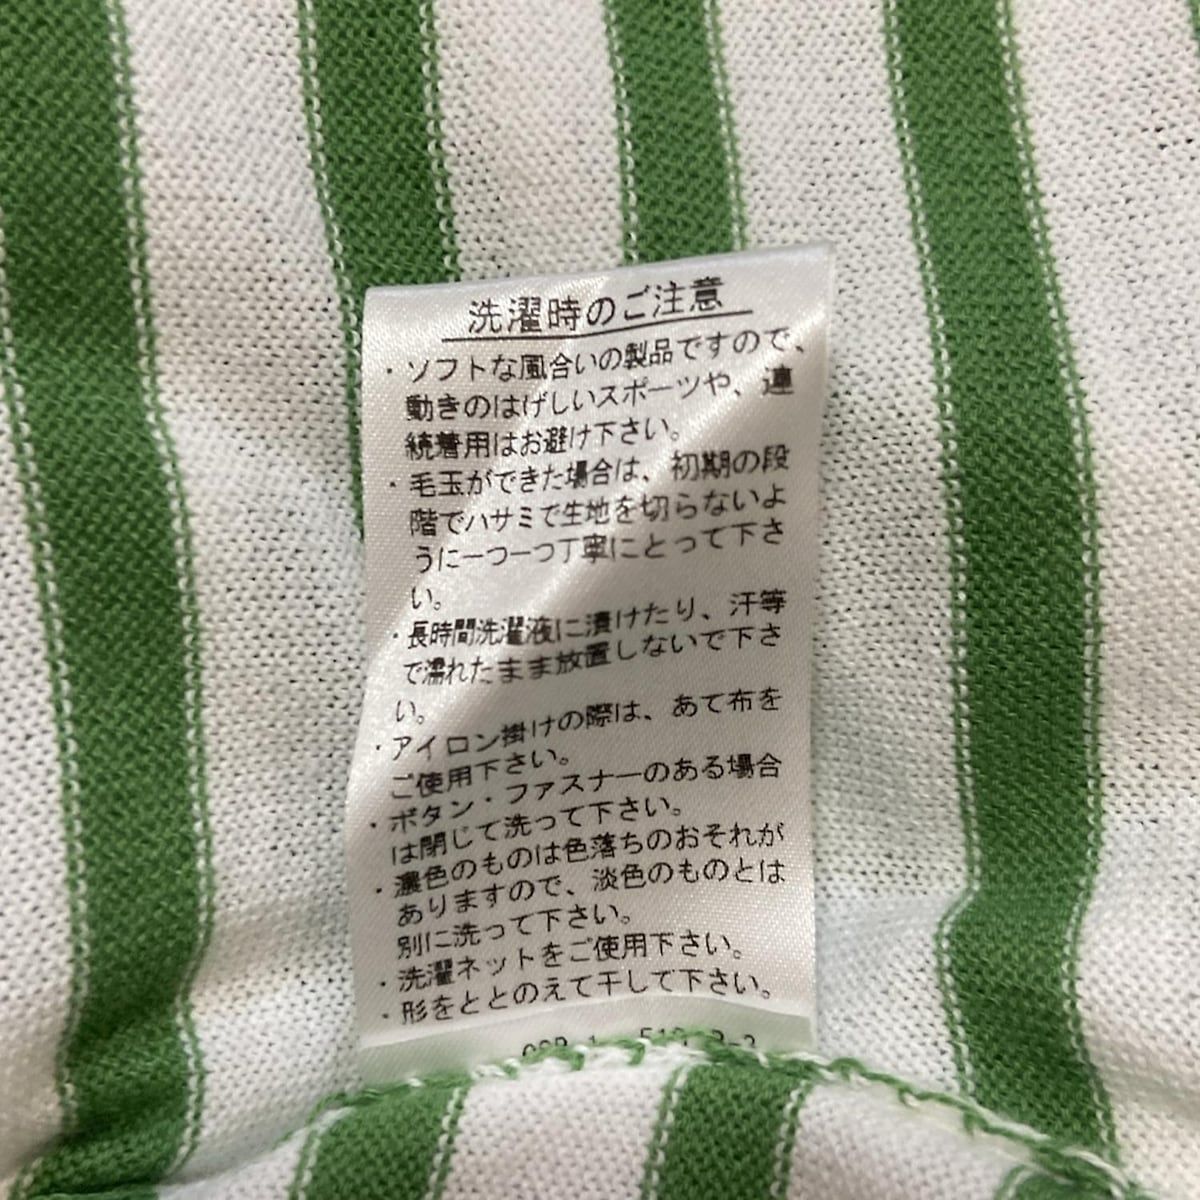 洗濯時のご注意
・ソフトな風合いの製品ですので、
動きのはげしいスポーツや、連
続着用はお避け下さい。
・毛玉ができた場合は、初期の段
階でハサミで生地を切らないよ
うに一つ一つ丁寧にとって下さ
い。
・長時間洗濯液に漬けたり、汗等
で濡れたまま放置しないで下さ
い。
・アイロン掛けの際は、あて布を
ご使用下さい。
・ボタン・ファスナーのある場合
は閉じて洗って下さい。
・濃色のものは色落ちのおそれが
ありますので、淡色のものとは
別に洗って下さい。
・洗濯ネットをご使用下さい。
・形をととのえて干して下さい。